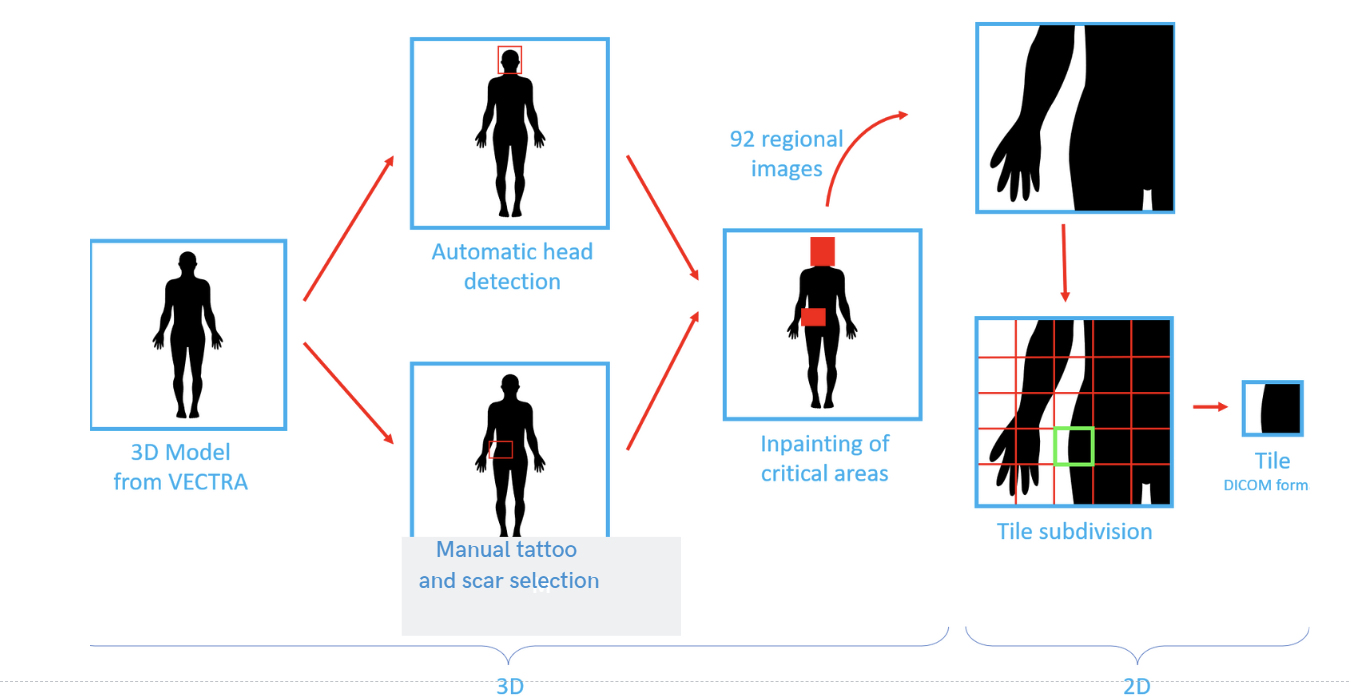 Automatic head
detection
92 regional
images
3D Model
from VECTRA
Manual tattoo
and scar selection
Inpainting of
critical areas
Tile subdivision
Tile
DICOM form
3D
2D